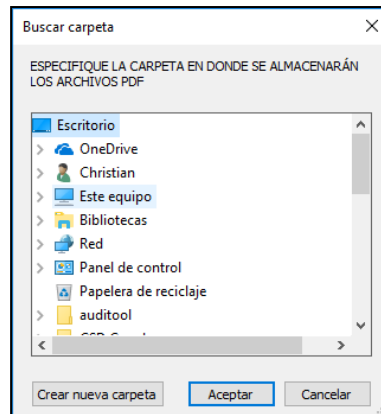 Buscar carpeta
ESPECIFIQUE LA CARPETA EN DONDE SE ALMACENARÁN
LOS ARCHIVOS PDF
Escritorio
OneDrive
Christian
Este equipo
Bibliotecas
Red
Panel de control
Papelera de reciclaje
auditool
Crear nueva carpeta
Aceptar
Cancelar